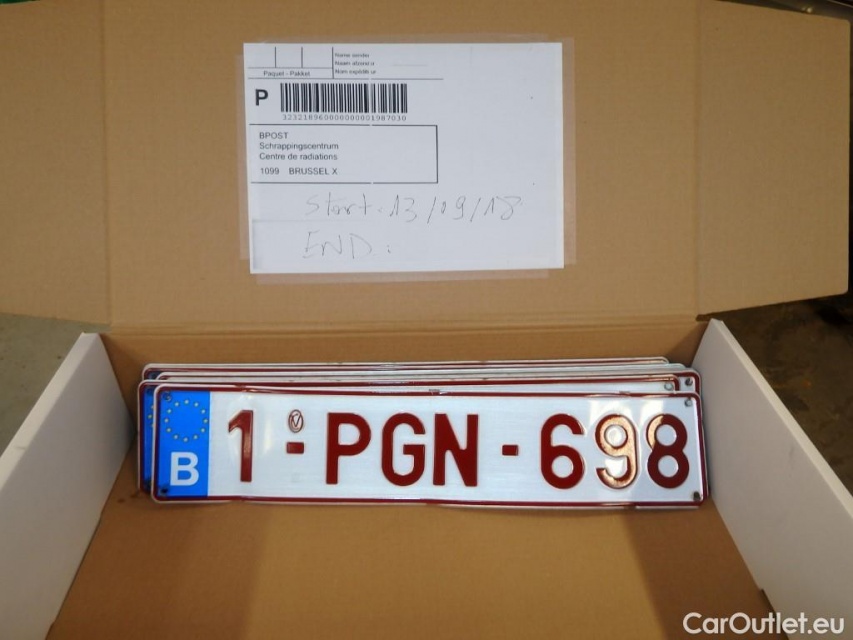 Paquet - Pakket
P
BPOST
Schrappingscentrum
Centre de radiations
1099 BRUSSEL X
Start: 13/09/18
END:
B 1-PGN-698
CarOutlet.eu